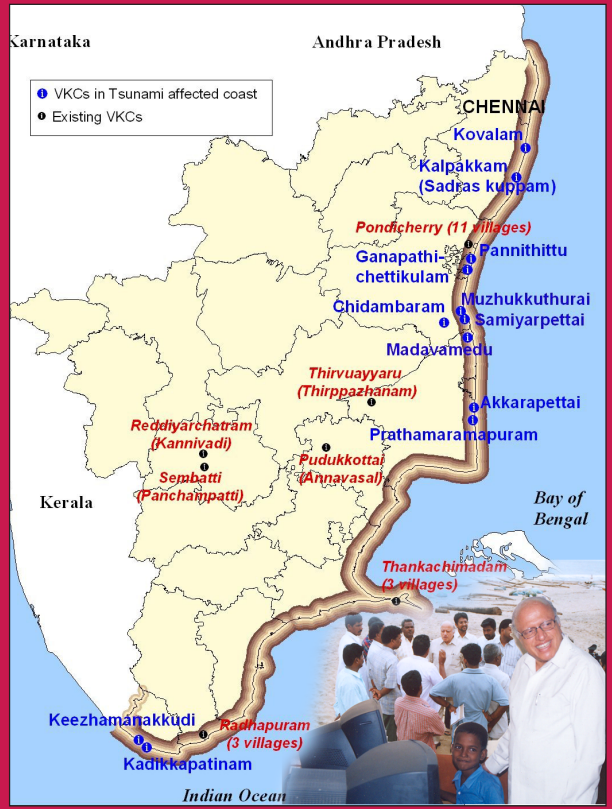 Karnataka
Andhra Pradesh
VKCs in Tsunami affected coast
Existing VKCs
CHENNAI
Kovalam
Kalpakkam
(Sadras kuppam)
Pondicherry (11 villages)
Ganapathi-
chettikulam
Pannithittu
Chidambaram
Muzhukkuthurai
Samiyarpettai
Madavamedu
Thirvuayyaru
(Thirppazhanam)
Akkarapettai
Prathamaramapuram
Reddiyarchatram
(Kannivadi)
Sembatti
(Panchampatti)
Pudukkottai
(Annavasal)
Kerala
Bay of
Bengal
Thankachimadam
(3 villages)
Keezhamanakkudi
Radhapuram
(3 villages)
Kadikkapatinam
Indian Ocean